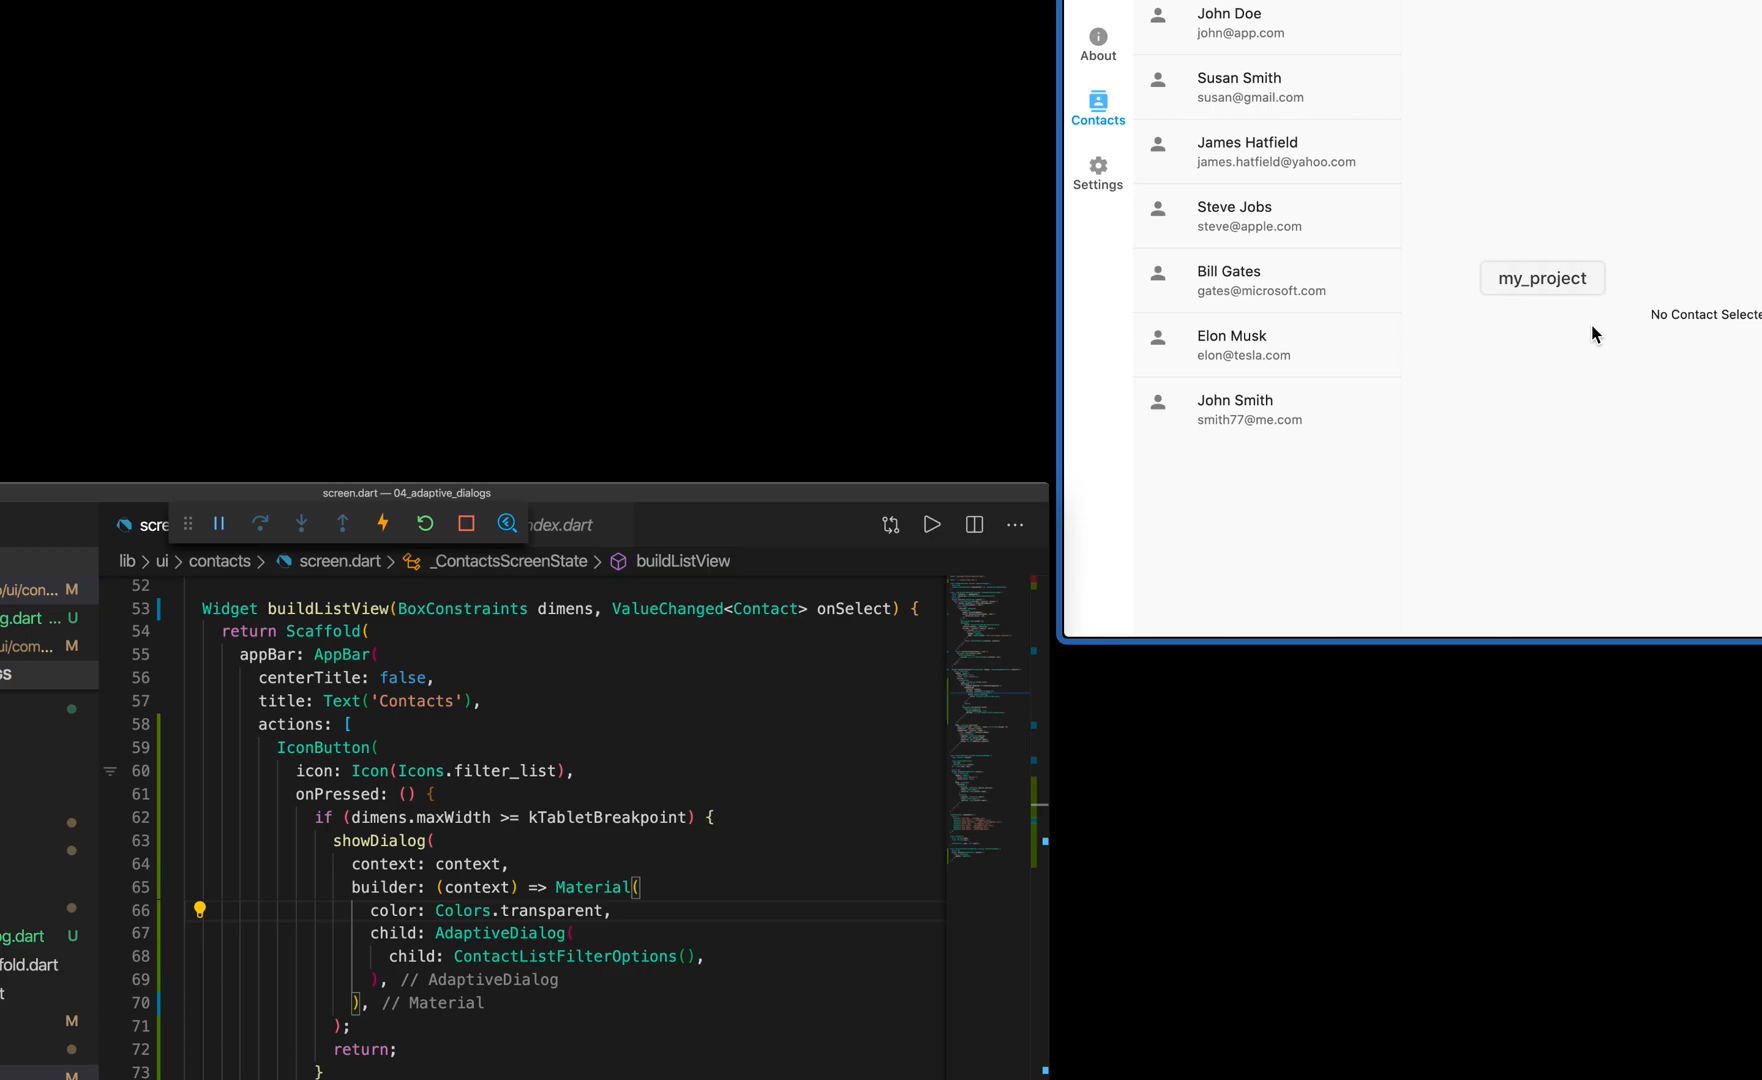 John Doe
john@app.com
About
Susan Smith
susan@gmail.com
Contacts
James Hatfield
james.hatfield@yahoo.com
Settings
Steve Jobs
steve@apple.com
Bill Gates
gates@microsoft.com
my_project
No Contact Selecte
Elon Musk
elon@tesla.com
John Smith
smith77@me.com
screen.dart — 04_adaptive_dialogs
scre
ndex.dart
lib > ui > contacts > screen.dart > _ContactsScreenState > buildListView
o/ui/con... M
g.dart ... U
ui/com... M
GS
og.dart U
fold.dart
t
M
M
52
53 Widget buildListView(BoxConstraints dimens, ValueChanged<Contact> onSelect) {
54 return Scaffold(
55 appBar: AppBar(
56 centerTitle: false,
57 title: Text('Contacts'),
58 actions: [
59 IconButton(
60 icon: Icon(Icons.filter_list),
61 onPressed: () {
62 if (dimens.maxWidth >= kTabletBreakpoint) {
63 showDialog(
64 context: context,
65 builder: (context) => Material(
66 color: Colors.transparent,
67 child: AdaptiveDialog(
68 child: ContactListFilterOptions(),
69 ), // AdaptiveDialog
70 ), // Material
71 );
72 return;
73 }